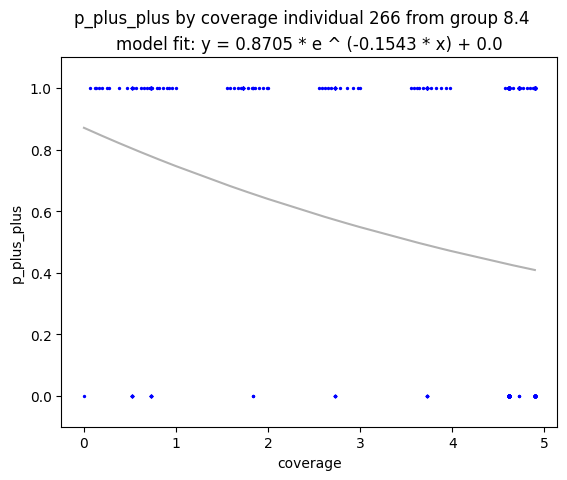 p_plus_plus by coverage individual 266 from group 8.4
model fit: y = 0.8705 * e ^ (-0.1543 * x) + 0.0
1.0
0.8
0.6
0.4
0.2
0.0
p_plus_plus
0 1 2 3 4 5
coverage